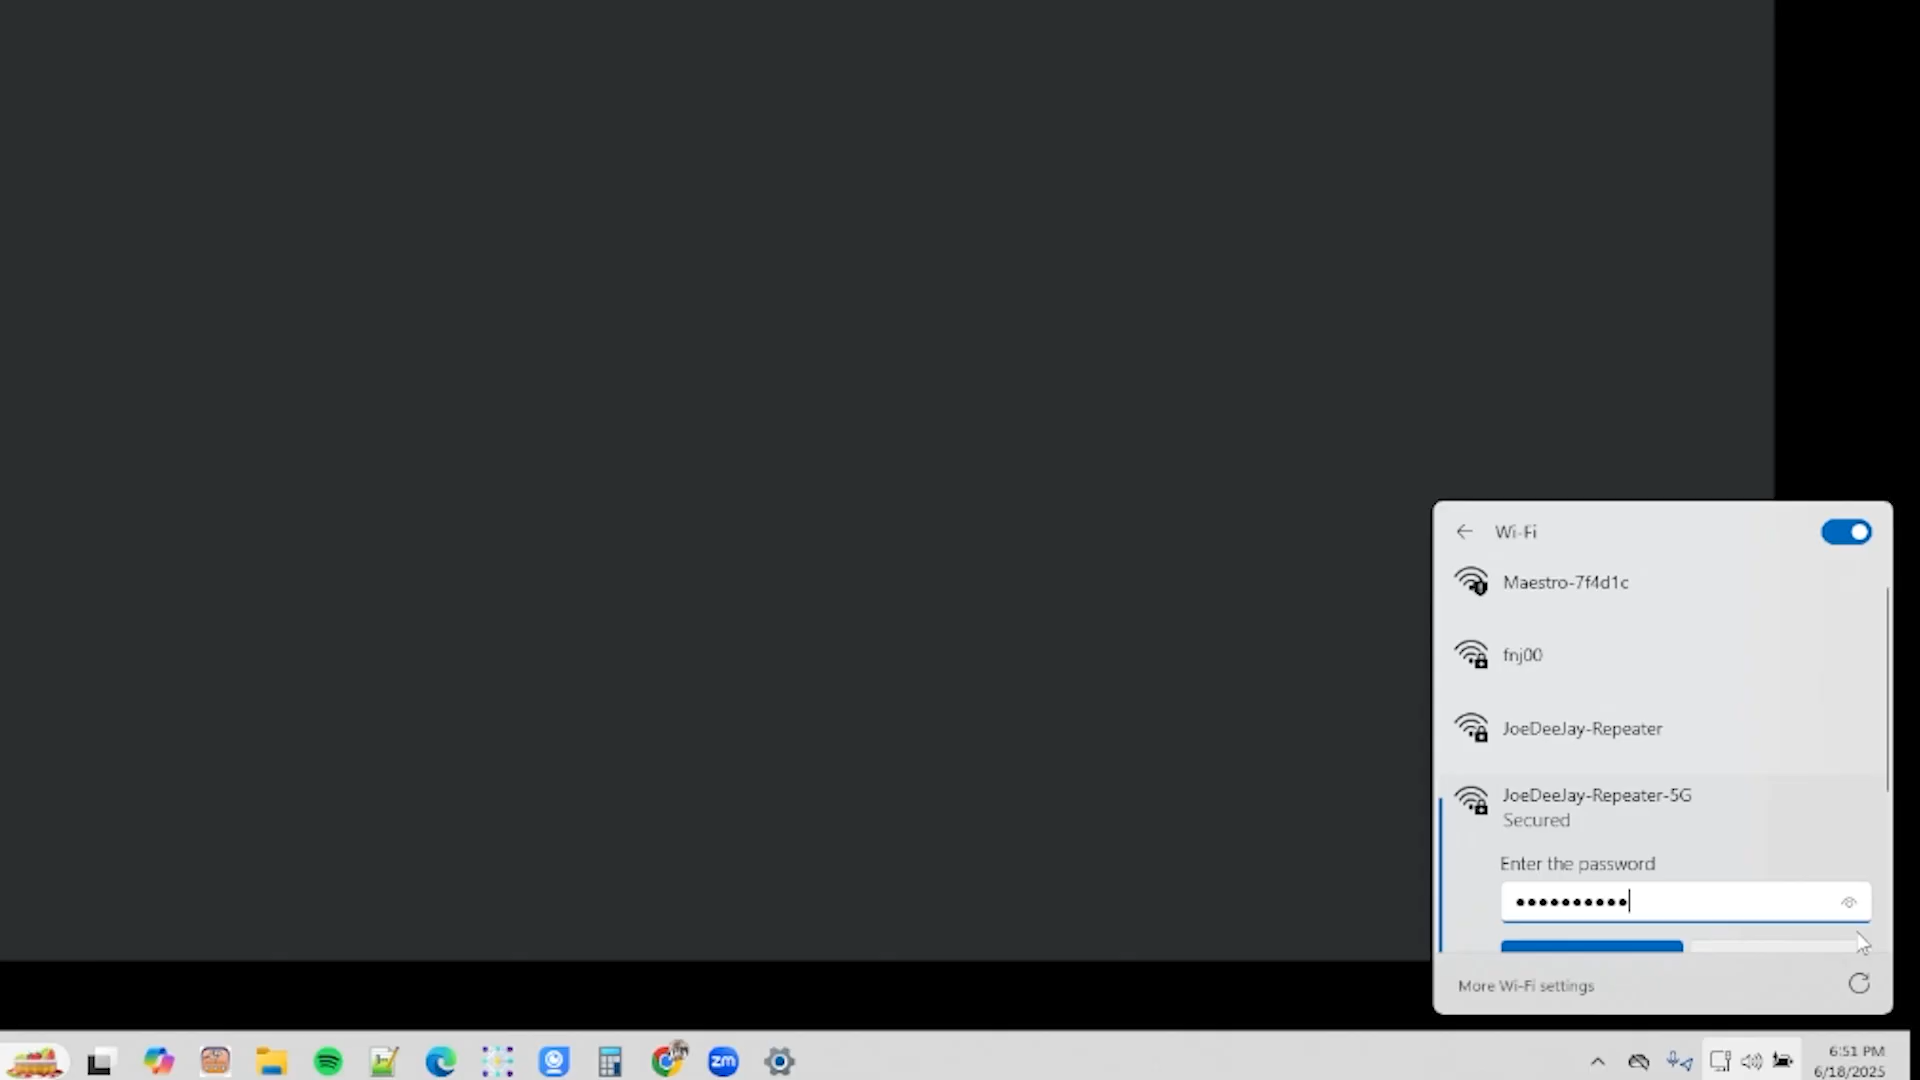 Wi-Fi
Maestro-7f4d1c
fnj00
JoeDeeJay-Repeater
JoeDeeJay-Repeater-5G
Secured
Enter the password
••••••••••
More Wi-Fi settings
zm
6:51 PM
6/18/2025